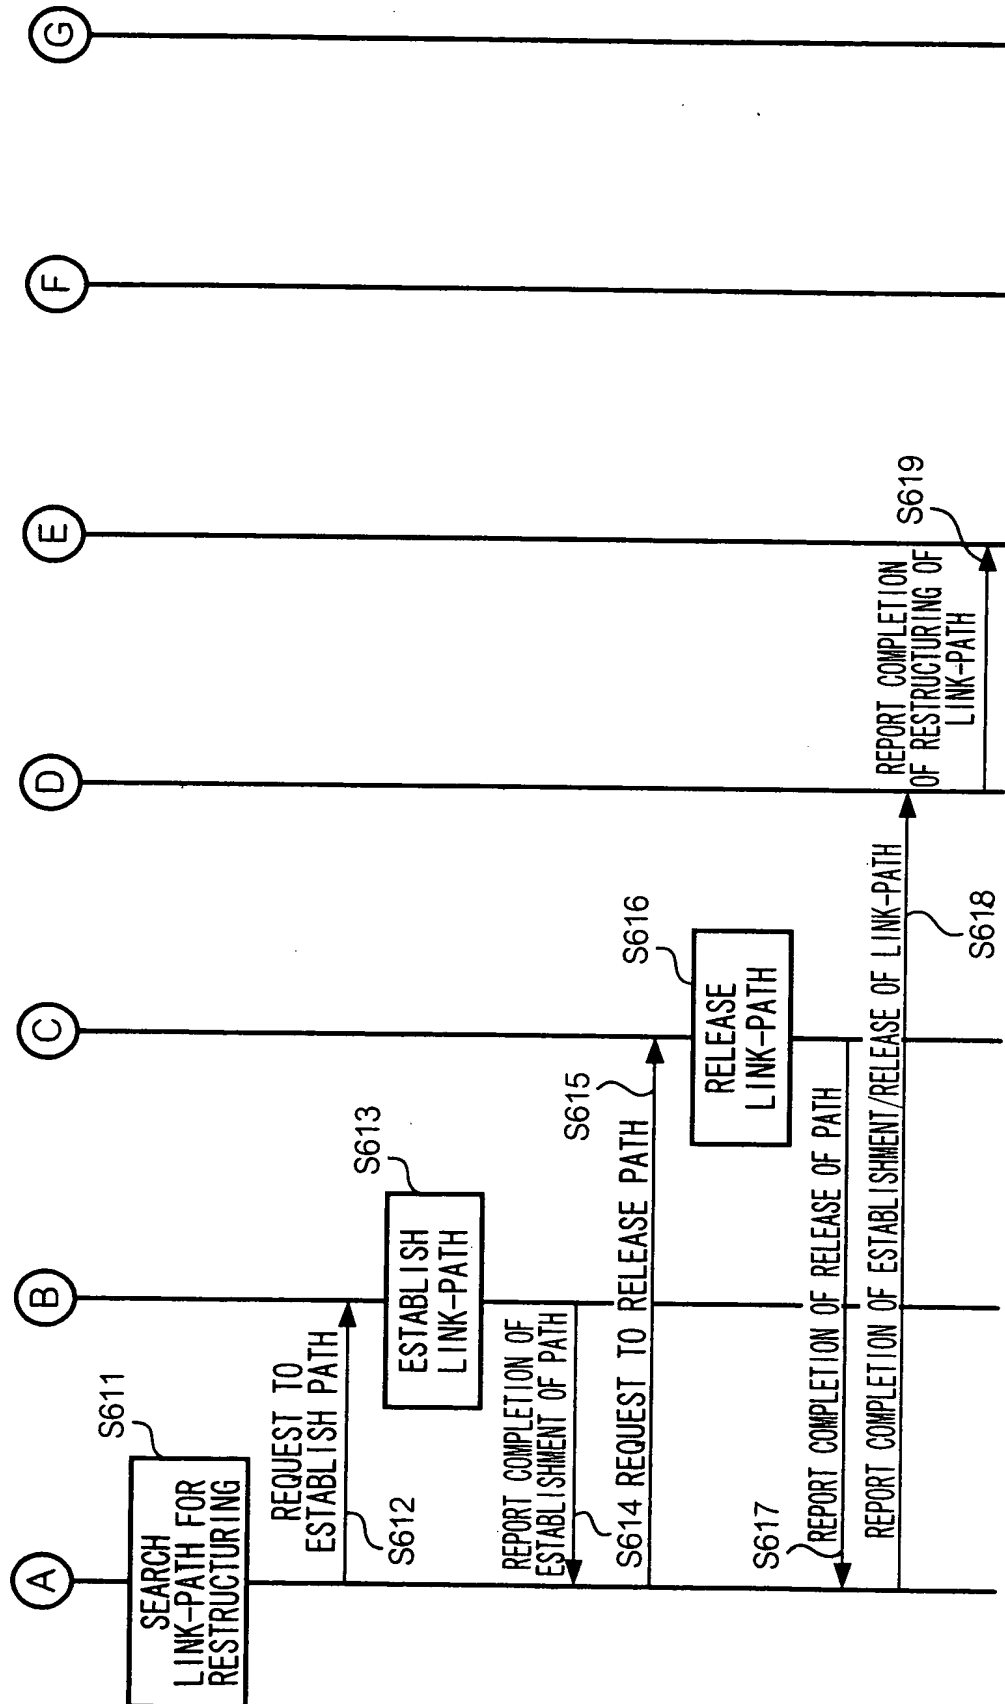 A
B
C
D
E
F
G
SEARCH
LINK-PATH FOR
RESTRUCTURING
S611
REQUEST TO
ESTABLISH PATH
S612
ESTABLISH
LINK-PATH
S613
REPORT COMPLETION OF
ESTABLISHMENT OF PATH
S614
REQUEST TO RELEASE PATH
S615
RELEASE
LINK-PATH
S616
REPORT COMPLETION OF RELEASE OF PATH
S617
REPORT COMPLETION OF ESTABLISHMENT/RELEASE OF LINK-PATH
S618
REPORT COMPLETION
OF RESTRUCTURING OF
LINK-PATH
S619